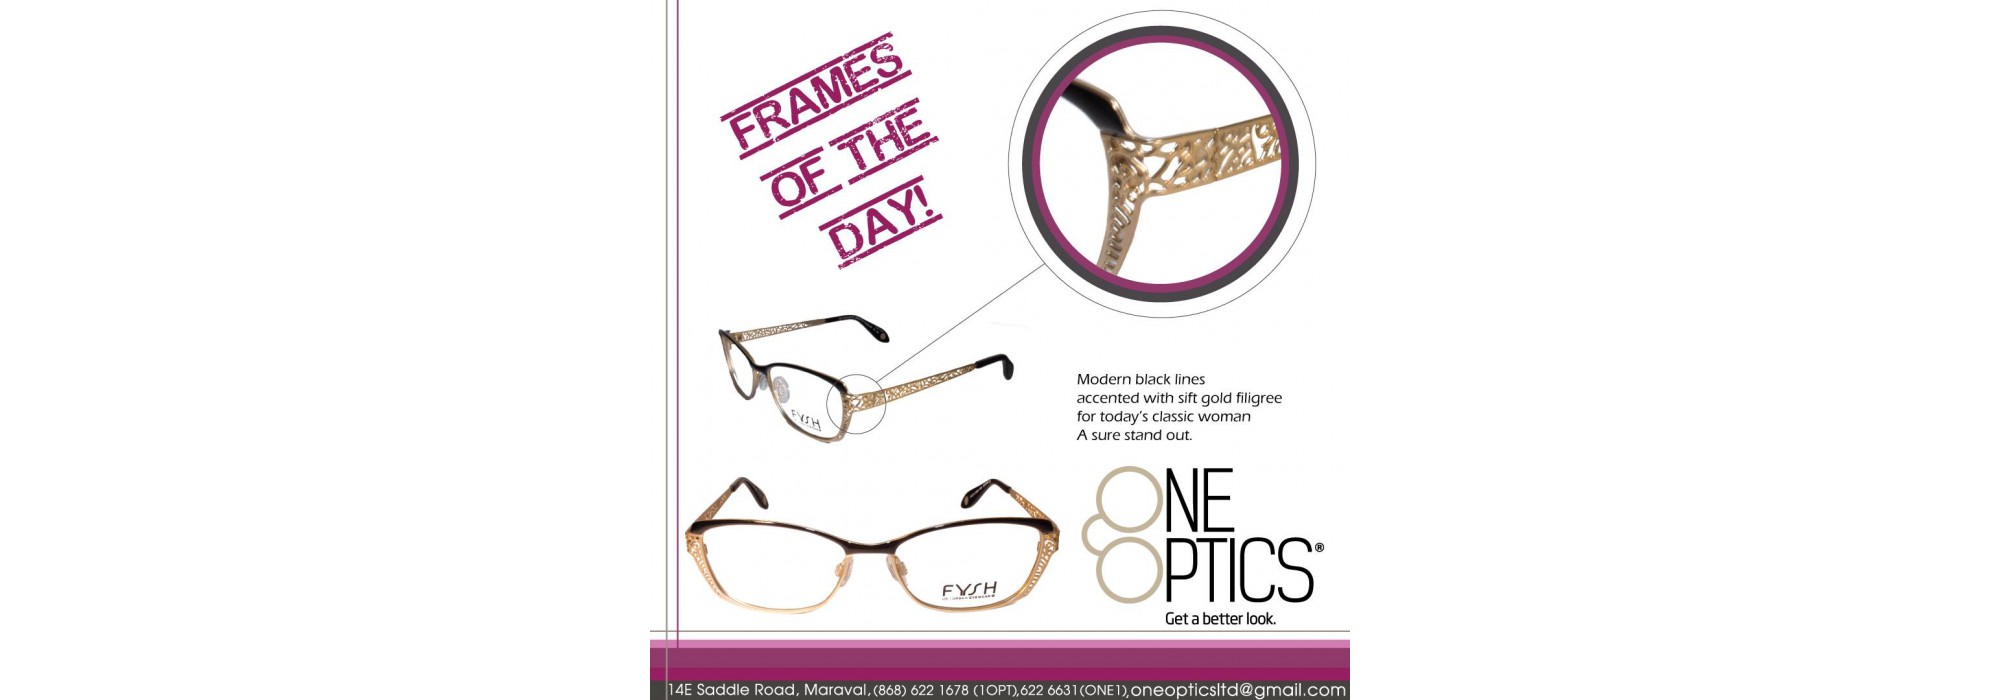 FRAMES
OF THE
DAY!
FYSH
Modern black lines
accented with sift gold filigree
for today's classic woman
A sure stand out.
FYSH
ONE
OPTICS®
Get a better look.
14E Saddle Road, Maraval, (868) 622 1678 (1OPT), 622 6631(ONE1), oneopticsltd@gmail.com